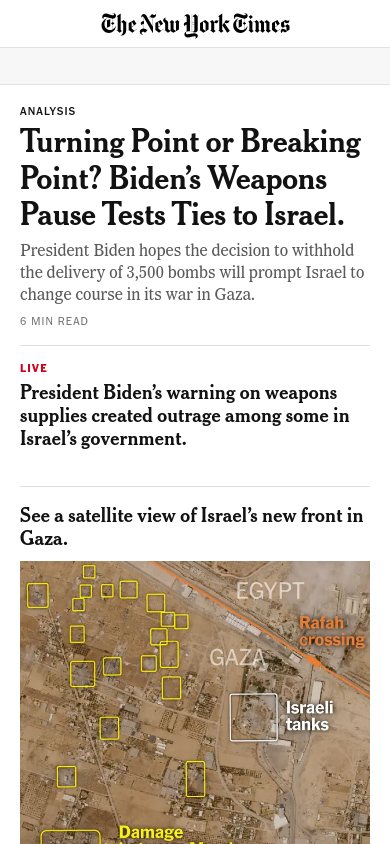 The New York Times
ANALYSIS
Turning Point or Breaking
Point? Biden’s Weapons
Pause Tests Ties to Israel.
President Biden hopes the decision to withhold
the delivery of 3,500 bombs will prompt Israel to
change course in its war in Gaza.
6 MIN READ
LIVE
President Biden’s warning on weapons
supplies created outrage among some in
Israel’s government.
See a satellite view of Israel’s new front in
Gaza.
EGYPT
Rafah
crossing
GAZA
Israeli
tanks
Damage